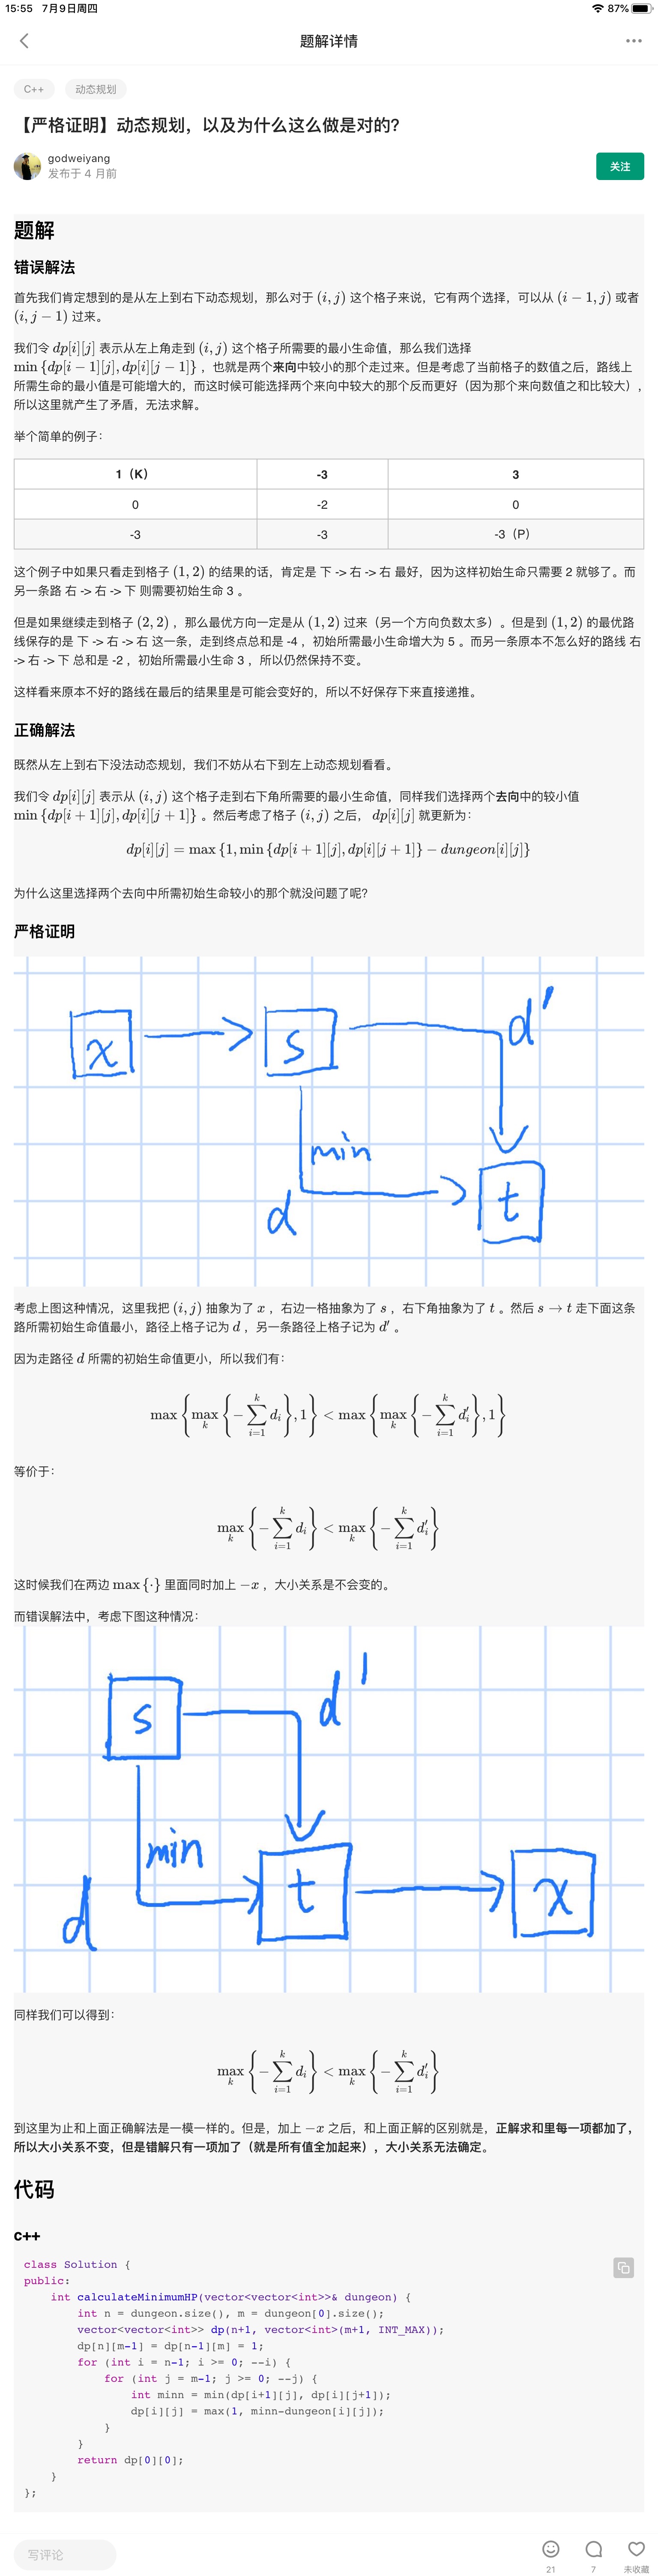 15:55 7月9日周四
87%
题解详情
C++ 动态规划
【严格证明】动态规划，以及为什么这么做是对的？
godweiyang
发布于 4 月前
关注
题解
错误解法
首先我们肯定想到的是从左上到右下动态规划，那么对于 (i, j) 这个格子来说，它有两个选择，可以从 (i − 1, j) 或者
(i, j − 1) 过来。
我们令 dp[i][j] 表示从左上角走到 (i, j) 这个格子所需要的最小生命值，那么我们选择
min {dp[i − 1][j], dp[i][j − 1]} ，也就是两个来向中较小的那个走过来。但是考虑了当前格子的数值之后，路线上
所需生命的最小值是可能增大的，而这时候可能选择两个来向中较大的那个反而更好（因为那个来向数值之和比较大），
所以这里就产生了矛盾，无法求解。
举个简单的例子：
1（K） -3 3
0 -2 0
-3 -3 -3（P）
这个例子中如果只看走到格子 (1, 2) 的结果的话，肯定是 下 -> 右 -> 右 最好，因为这样初始生命只需要 2 就够了。而
另一条路 右 -> 右 -> 下 则需要初始生命 3 。
但是如果继续走到格子 (2, 2) ，那么最优方向一定是从 (1, 2) 过来（另一个方向负数太多）。但是到 (1, 2) 的最优路
线保存的是 下 -> 右 -> 右 这一条，走到终点总和是 -4 ，初始所需最小生命增大为 5 。而另一条原本不怎么好的路线 右
-> 右 -> 下 总和是 -2 ，初始所需最小生命 3 ，所以仍然保持不变。
这样看来原本不好的路线在最后的结果里是可能会变好的，所以不好保存下来直接递推。
正确解法
既然从左上到右下没法动态规划，我们不妨从右下到左上动态规划看看。
我们令 dp[i][j] 表示从 (i, j) 这个格子走到右下角所需要的最小生命值，同样我们选择两个去向中的较小值
min {dp[i + 1][j], dp[i][j + 1]} 。然后考虑了格子 (i, j) 之后， dp[i][j] 就更新为：
dp[i][j] = max {1, min {dp[i + 1][j], dp[i][j + 1]} − dungeon[i][j]}
为什么这里选择两个去向中所需初始生命较小的那个就没问题了呢？
严格证明
x s d′
min
d t
考虑上图这种情况，这里我把 (i, j) 抽象为了 x ，右边一格抽象为了 s ，右下角抽象为了 t 。然后 s → t 走下面这条
路所需初始生命值最小，路径上格子记为 d ，另一条路径上格子记为 d′ 。
因为走路径 d 所需的初始生命值更小，所以我们有：
max { max_k { − ∑_{i=1}^{k} d_i } , 1 } < max { max_k { − ∑_{i=1}^{k} d′_i } , 1 }
等价于：
max_k { − ∑_{i=1}^{k} d_i } < max_k { − ∑_{i=1}^{k} d′_i }
这时候我们在两边 max {·} 里面同时加上 −x ，大小关系是不会变的。
而错误解法中，考虑下图这种情况：
s d′
min
d t x
同样我们可以得到：
max_k { − ∑_{i=1}^{k} d_i } < max_k { − ∑_{i=1}^{k} d′_i }
到这里为止和上面正确解法是一模一样的。但是，加上 −x 之后，和上面正解的区别就是，正解求和里每一项都加了，
所以大小关系不变，但是错解只有一项加了（就是所有值全加起来），大小关系无法确定。
代码
c++
class Solution {
public:
    int calculateMinimumHP(vector<vector<int>>& dungeon) {
        int n = dungeon.size(), m = dungeon[0].size();
        vector<vector<int>> dp(n+1, vector<int>(m+1, INT_MAX));
        dp[n][m-1] = dp[n-1][m] = 1;
        for (int i = n-1; i >= 0; --i) {
            for (int j = m-1; j >= 0; --j) {
                int minn = min(dp[i+1][j], dp[i][j+1]);
                dp[i][j] = max(1, minn-dungeon[i][j]);
            }
        }
        return dp[0][0];
    }
};
写评论
21 7 未收藏